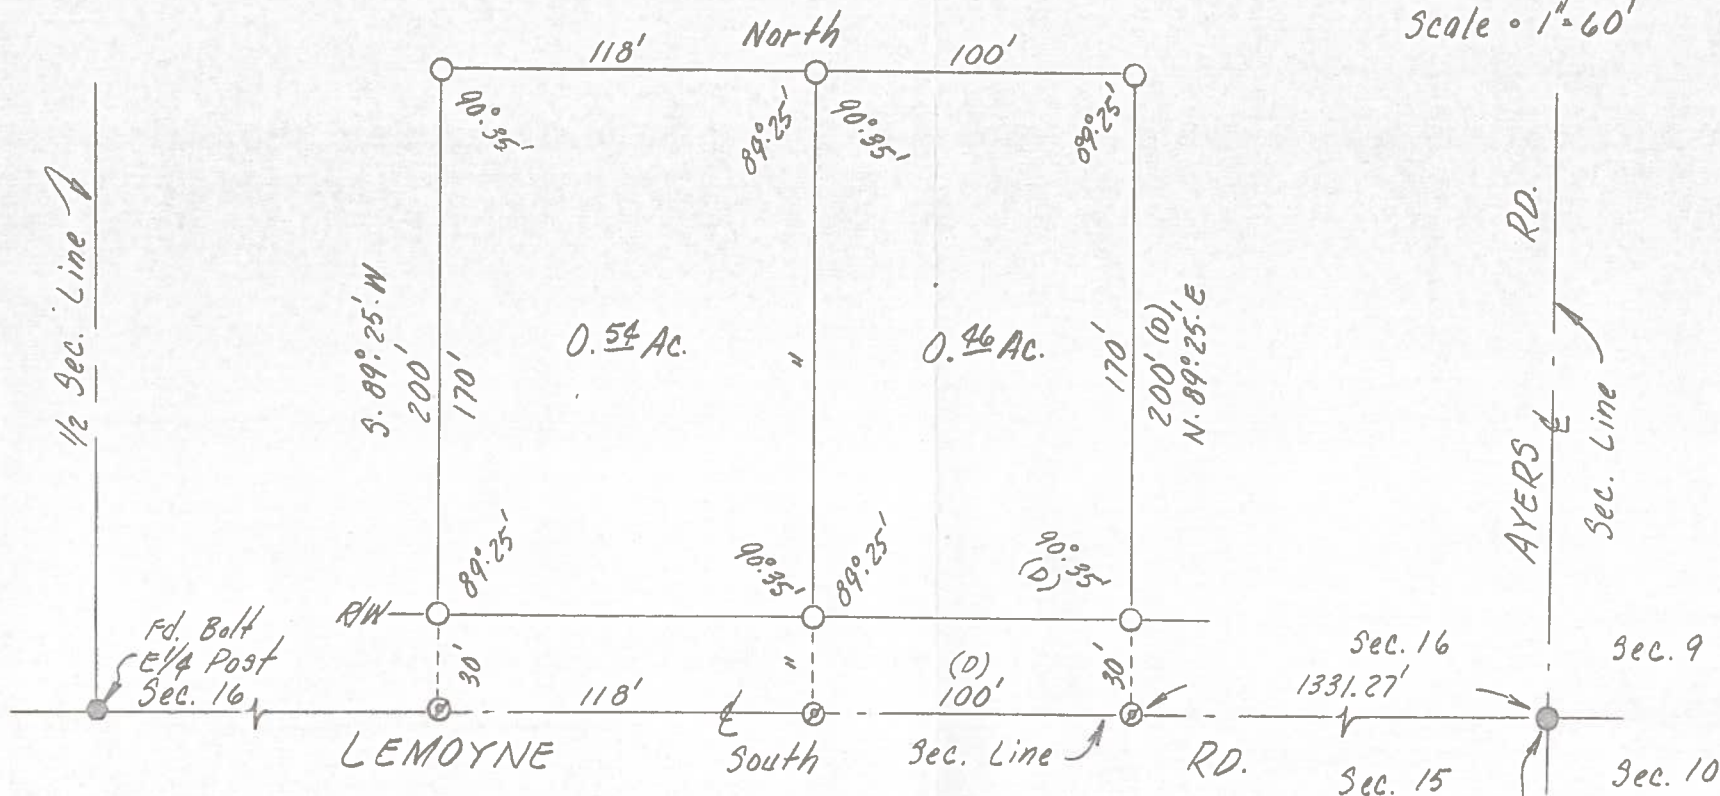 Scale • 1"=60'
North
118'
100'
90°.35'
89°.25'
90°.35'
89°.25'
1/2 Sec. Line
S. 89°.25'. W
200'
170'
0.54 Ac.
"
0.46 Ac.
170'
200' (D)
N. 89°.25'. E
AYERS RD.
℄
Sec. Line
89°.25'
90°.35'
89°.25'
90°.35'
(D)
R/W
Fd. Bolt
E 1/4 Post
Sec. 16
30'
"
(D)
30'
118'
℄
100'
Sec. 16
1331.27'
Sec. 9
LEMOYNE RD.
South
Sec. Line
Sec. 15
Sec. 10